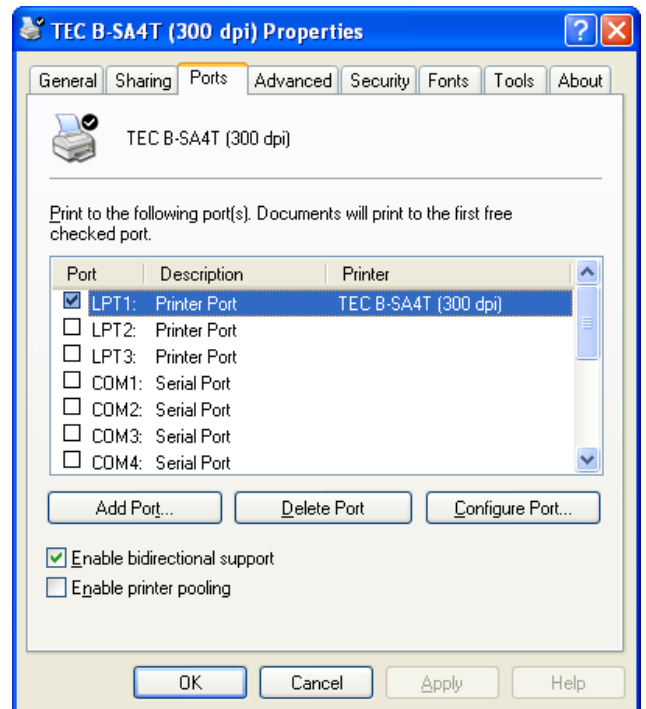 TEC B-SA4T (300 dpi) Properties
General Sharing Ports Advanced Security Fonts Tools About
TEC B-SA4T (300 dpi)
Print to the following port(s). Documents will print to the first free
checked port.
Port Description Printer
LPT1: Printer Port TEC B-SA4T (300 dpi)
LPT2: Printer Port
LPT3: Printer Port
COM1: Serial Port
COM2: Serial Port
COM3: Serial Port
COM4: Serial Port
Add Port... Delete Port Configure Port...
Enable bidirectional support
Enable printer pooling
OK Cancel Apply Help